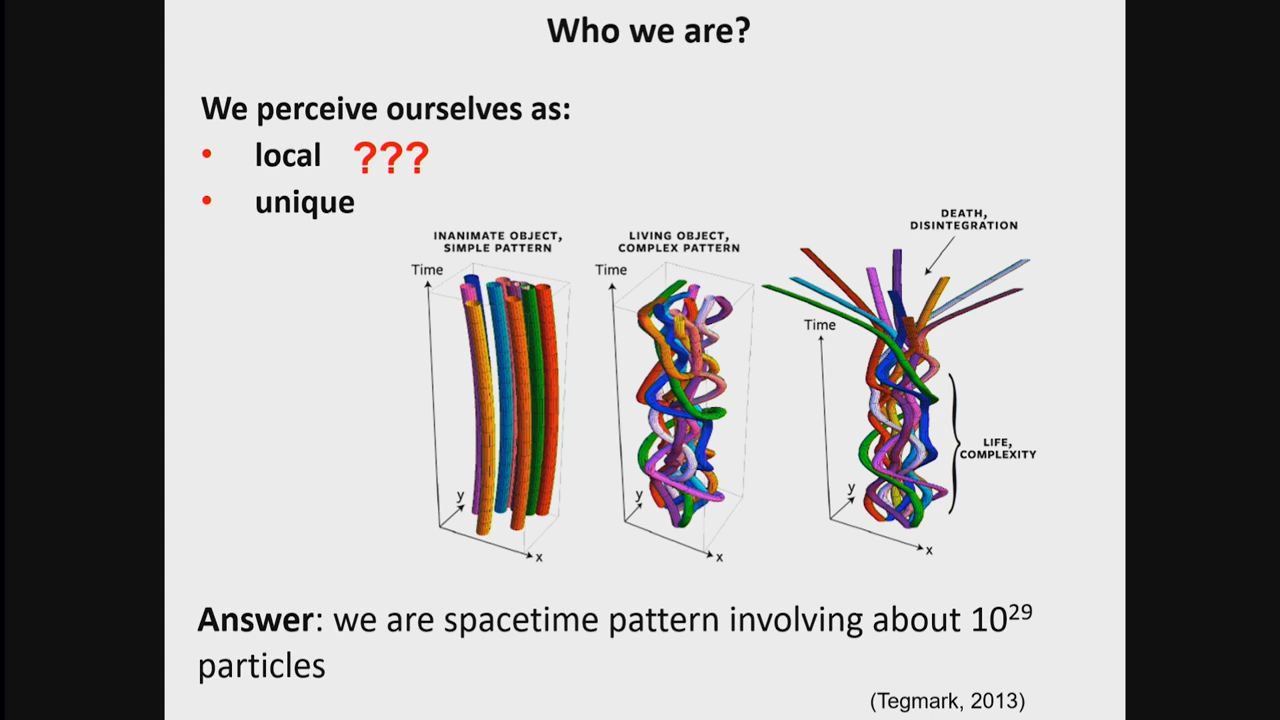 Who we are?
We perceive ourselves as:
• local ???
• unique
INANIMATE OBJECT,
SIMPLE PATTERN
Time
y
x
LIVING OBJECT,
COMPLEX PATTERN
Time
y
x
DEATH,
DISINTEGRATION
Time
LIFE,
COMPLEXITY
y
x
Answer: we are spacetime pattern involving about 10²⁹
particles
(Tegmark, 2013)